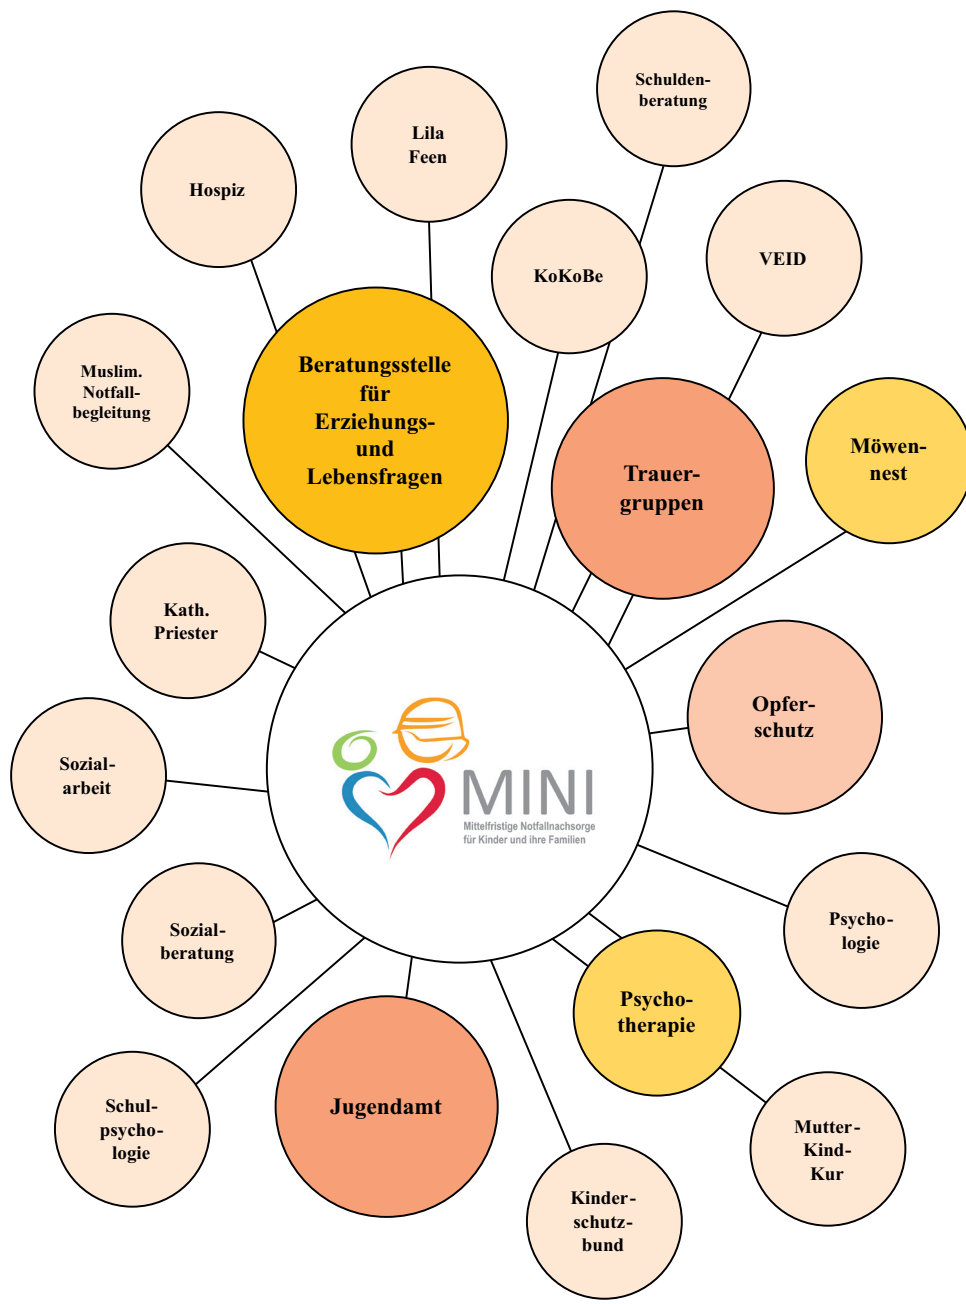 Schulden-
beratung
Lila
Feen
Hospiz
KoKoBe
VEID
Muslim.
Notfall-
begleitung
Beratungsstelle
für
Erziehungs-
und
Lebensfragen
Trauer-
gruppen
Möwen-
nest
Kath.
Priester
Opfer-
schutz
Sozial-
arbeit
MINI
Mittelfristige Notfallnachsorge
für Kinder und ihre Familien
Sozial-
beratung
Psycho-
logie
Psycho-
therapie
Schul-
psycho-
logie
Jugendamt
Mutter-
Kind-
Kur
Kinder-
schutz-
bund